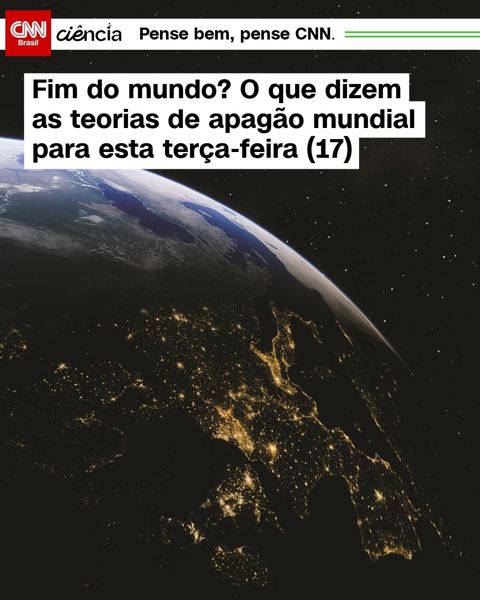 CNN
Brasil
ciência
Pense bem, pense CNN.
Fim do mundo? O que dizem
as teorias de apagão mundial
para esta terça-feira (17)